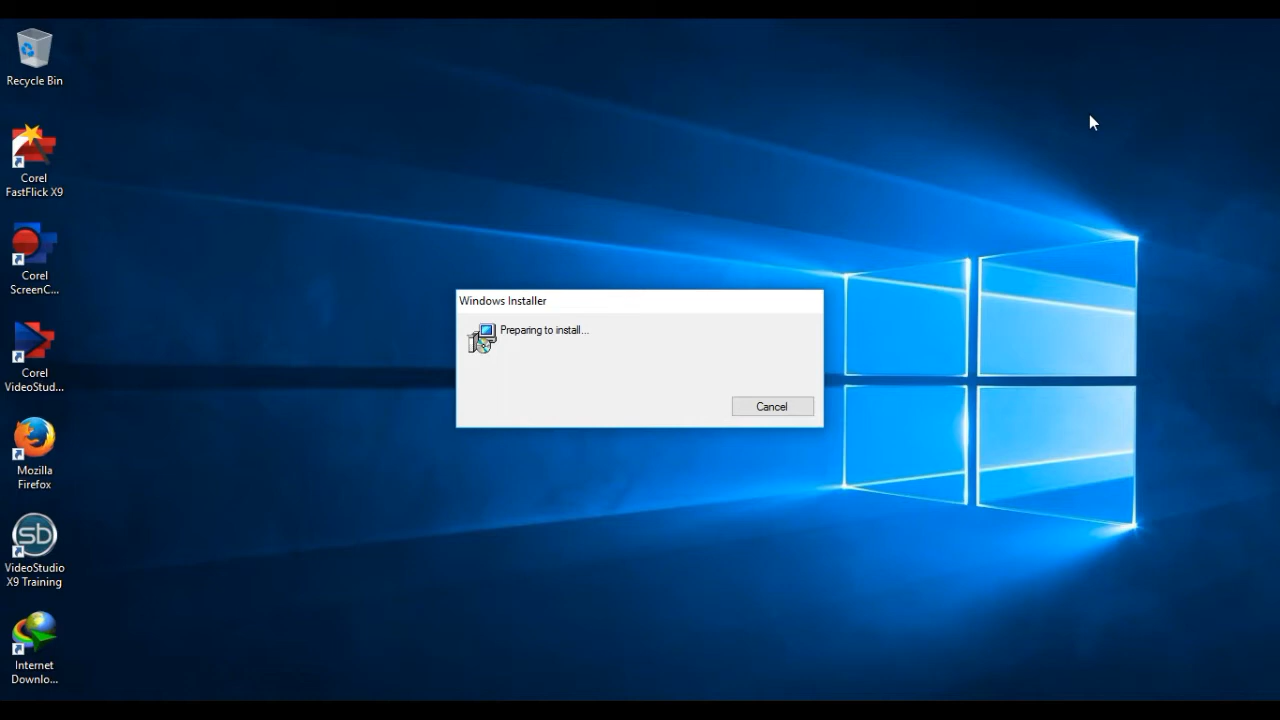 Recycle Bin
Corel
FastFlick X9
Corel
ScreenC...
Corel
VideoStud...
Mozilla
Firefox
sb
VideoStudio
X9 Training
Internet
Downlo...
Windows Installer
Preparing to install...
Cancel